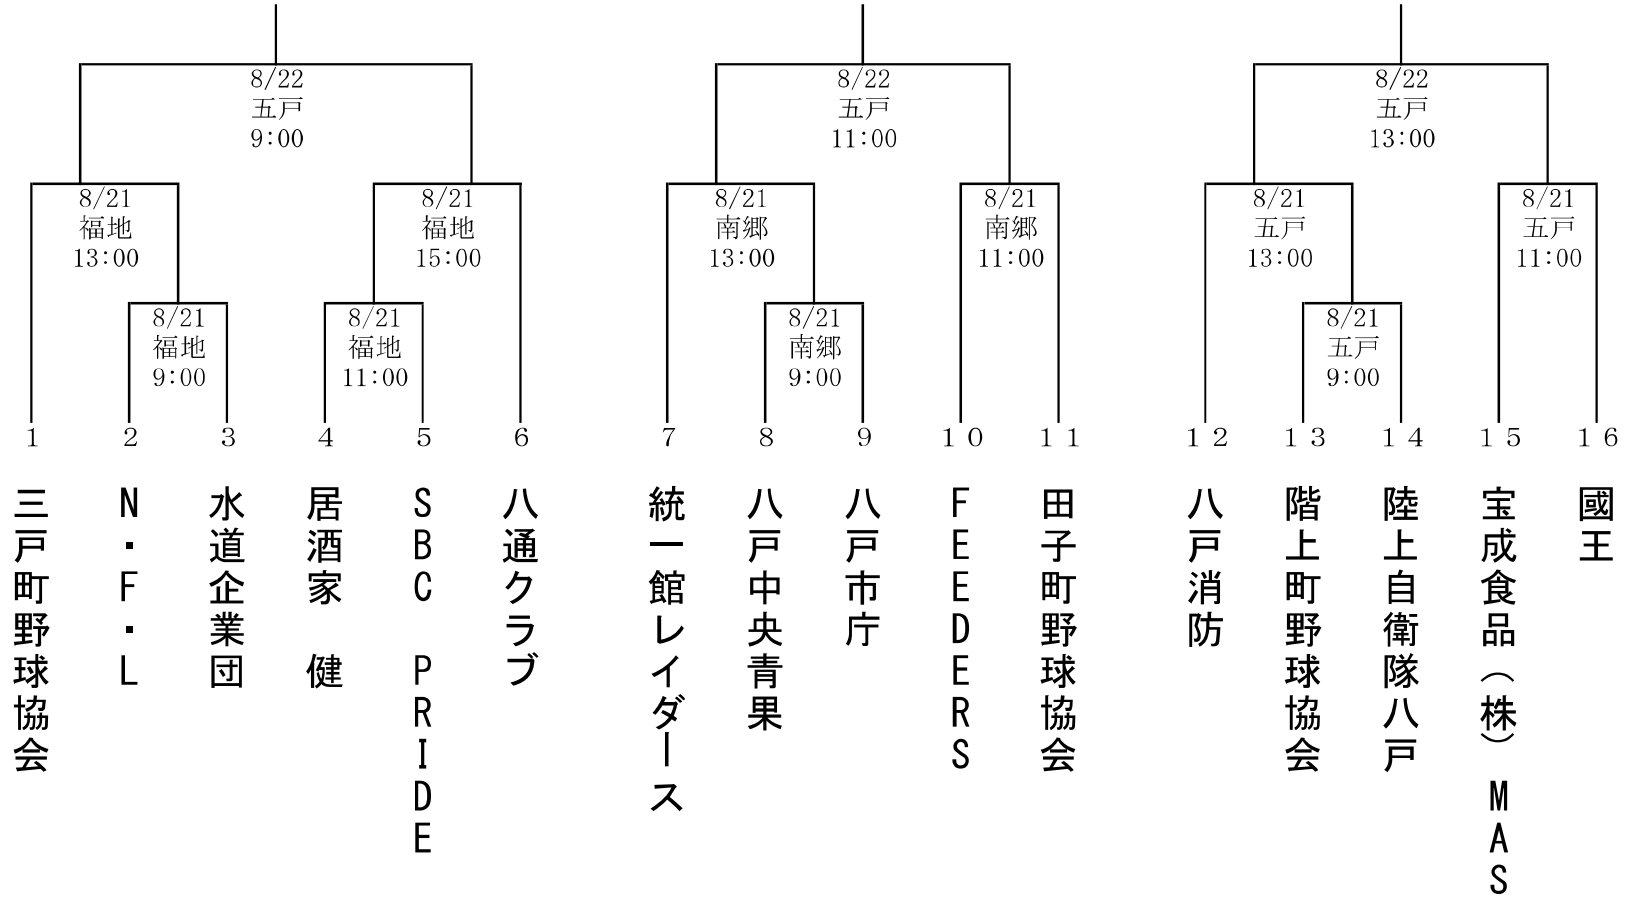 8/22
五戸
9:00
8/22
五戸
11:00
8/22
五戸
13:00
8/21
福地
13:00
8/21
福地
15:00
8/21
南郷
13:00
8/21
南郷
11:00
8/21
五戸
13:00
8/21
五戸
11:00
8/21
福地
9:00
8/21
福地
11:00
8/21
南郷
9:00
8/21
五戸
9:00
1
2
3
4
5
6
7
8
9
10
11
12
13
14
15
16
三戸町野球協会
N・F・L
水道企業団
居酒家 健
SBC PRIDE
八通クラブ
統一館レイダース
八戸中央青果
八戸市庁
FEEDERS
田子町野球協会
八戸消防
階上町野球協会
陸上自衛隊八戸
宝成食品(株)MAS
國王